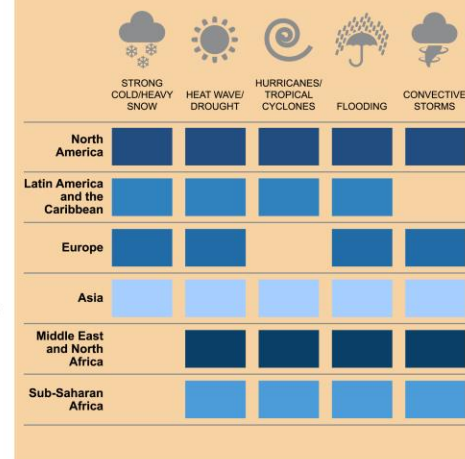 STRONG
COLD/HEAVY
SNOW
HEAT WAVE/
DROUGHT
HURRICANES/
TROPICAL
CYCLONES
FLOODING
CONVECTIVE
STORMS
North
America
Latin America
and the
Caribbean
Europe
Asia
Middle East
and North
Africa
Sub-Saharan
Africa